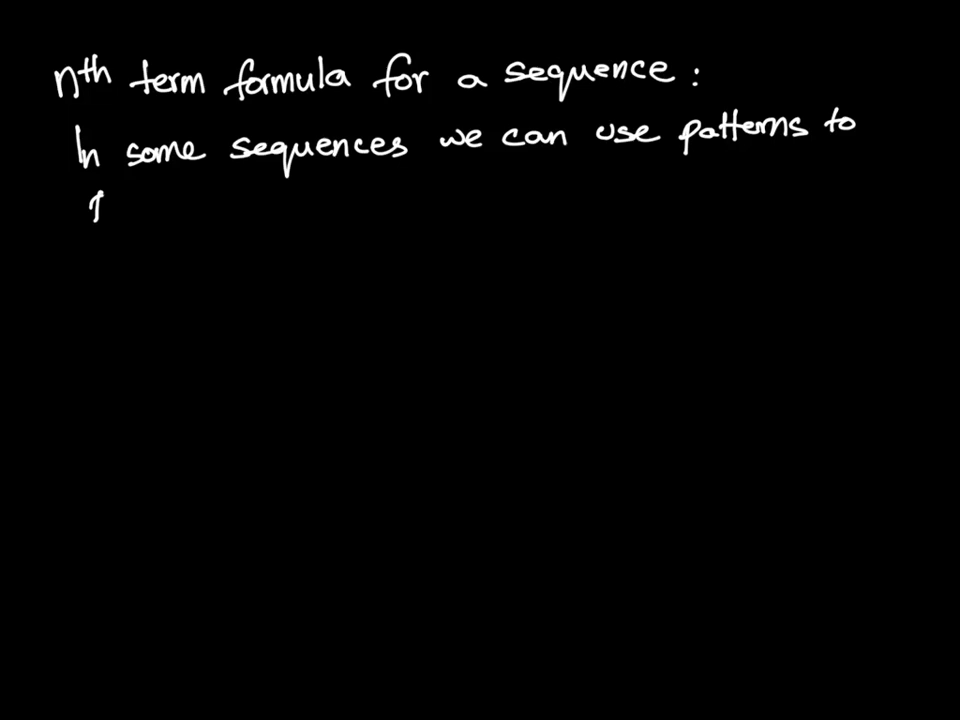 nth term formula for a sequence :
In some sequences we can use patterns to